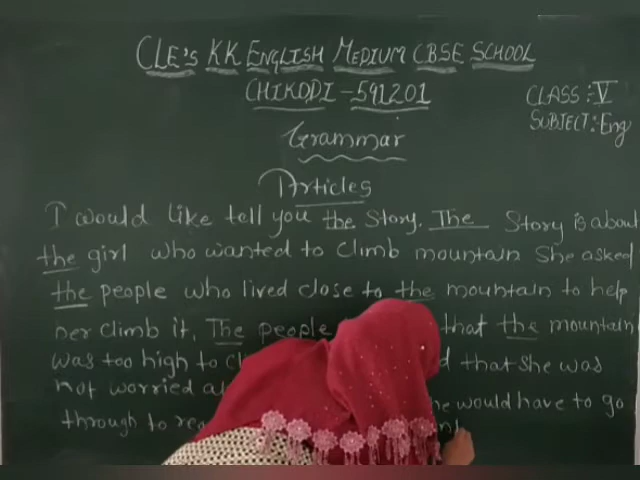 CLE'S KK ENGLISH MEDIUM CBSE SCHOOL
CHIKODI - 591201
CLASS :- V
SUBJECT :- Eng
Grammar
Articles
I would like tell you the story. The Story is about
the girl who wanted to climb mountain She asked
the people who lived close to the mountain to help
her climb it. The people that the mountain
was too high to that she was
not worried would have to go
through to